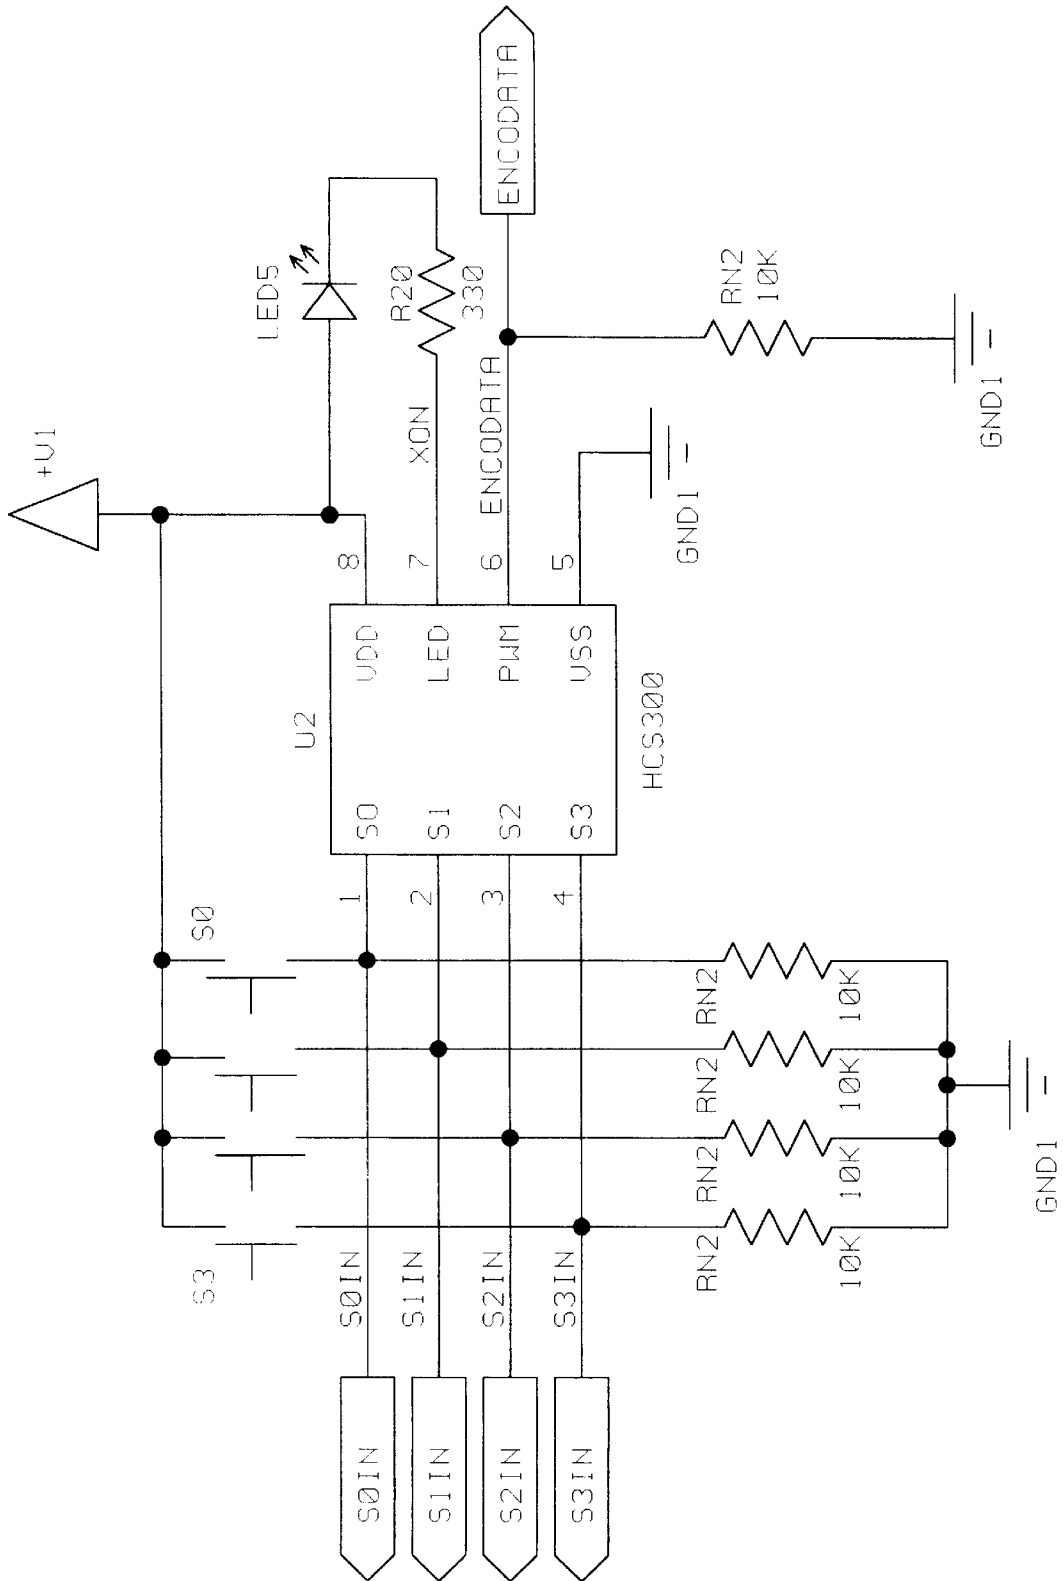 +V1
LED5
R20
330
XON
ENCODATA
ENCODATA
RN2
10K
GND1
GND1
U2
8
7
6
5
VDD
LED
PWM
VSS
S0
S1
S2
S3
HCS300
1
2
3
4
S0
S3
S0IN
S1IN
S2IN
S3IN
S0IN
S1IN
S2IN
S3IN
RN2
10K
RN2
10K
RN2
10K
RN2
10K
GND1